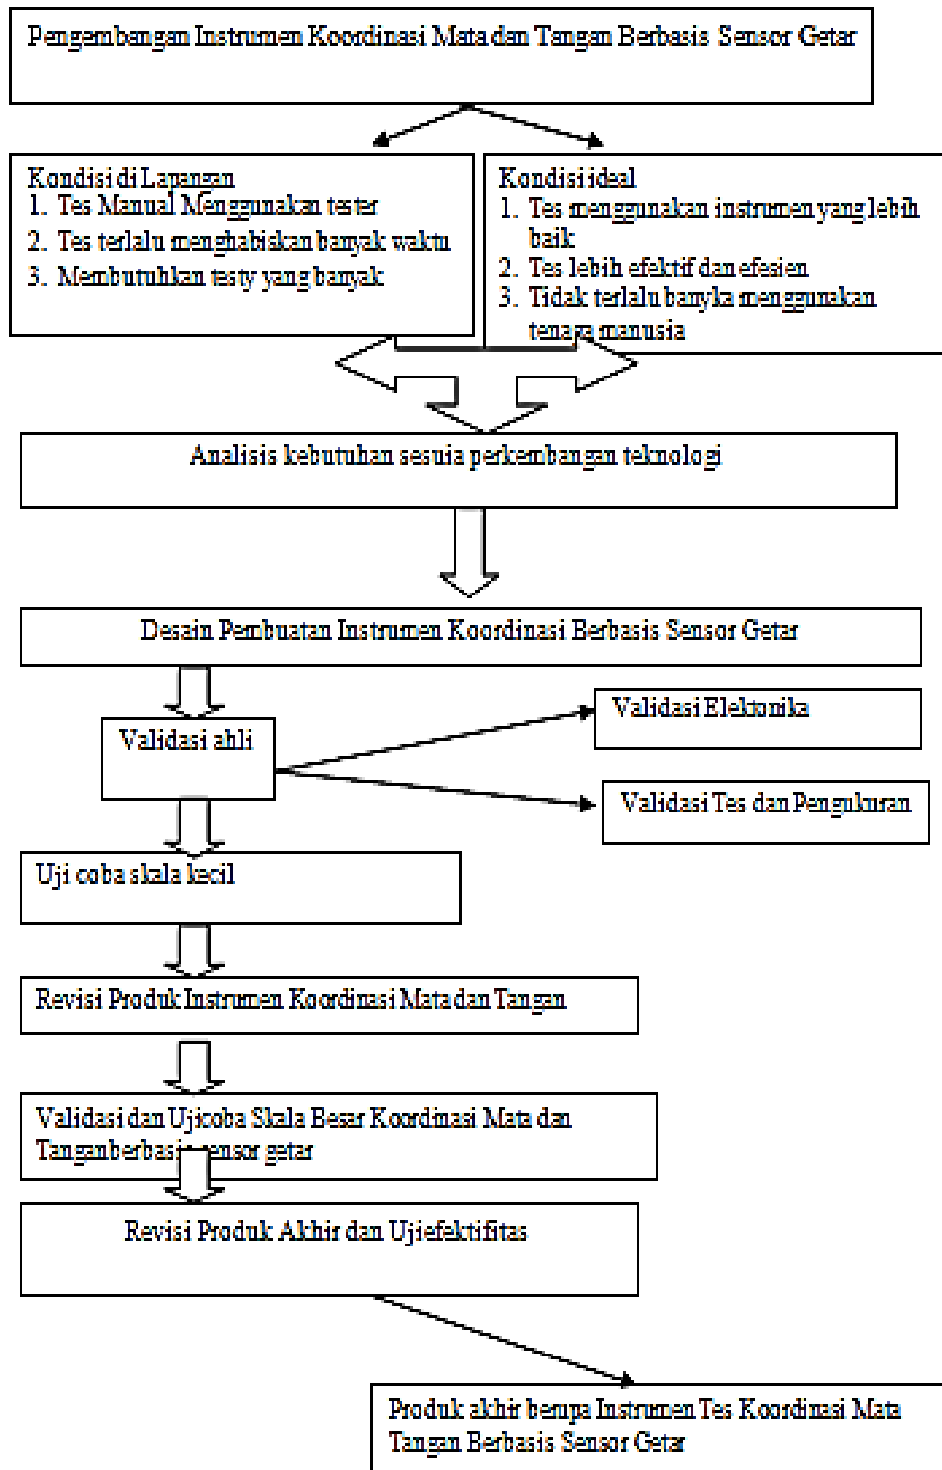 Pengembangan Instrumen Koordinasi Mata dan Tangan Berbasis Sensor Getar
Kondisi di Lapangan
1. Tes Manual Menggunakan tester
2. Tes terlalu menghabiskan banyak waktu
3. Membutuhkan testy yang banyak
Kondisi ideal
1. Tes menggunakan instrumen yang lebih
baik
2. Tes lebih efektif dan efesien
3. Tidak terlalu banyka menggunakan
tenaga manusia
Analisis kebutuhan sesuia perkembangan teknologi
Desain Pembuatan Instrumen Koordinasi Berbasis Sensor Getar
Validasi ahli
Validasi Elektonika
Validasi Tes dan Pengukuran
Uji coba skala kecil
Revisi Produk Instrumen Koordinasi Mata dan Tangan
Validasi dan Ujicoba Skala Besar Koordinasi Mata dan
Tangan berbasis sensor getar
Revisi Produk Akhir dan Uji efektifitas
Produk akhir berupa Instrumen Tes Koordinasi Mata
Tangan Berbasis Sensor Getar